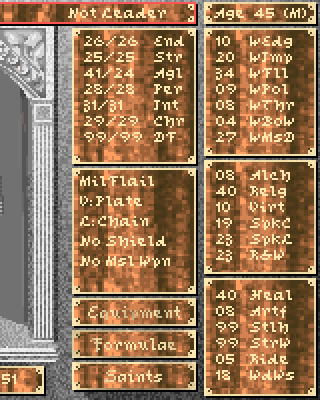 Not Leader
26/26 End
25/25 Str
41/24 Agl
28/28 Per
31/31 Int
29/29 Chr
99/99 DF
MilFlail
V:Plate
L:Chain
No Shield
No MslWpn
Equipment
Formulae
Saints
51
Age 45 (M)
10 wEdg
20 wImp
34 wFll
09 wPol
08 wThr
04 wBow
27 wMsD
08 Alch
40 Relg
10 Virt
19 SpkC
23 SpkL
23 R&W
40 Heal
03 Artf
99 Stlh
99 StrW
05 Ride
18 WdWs